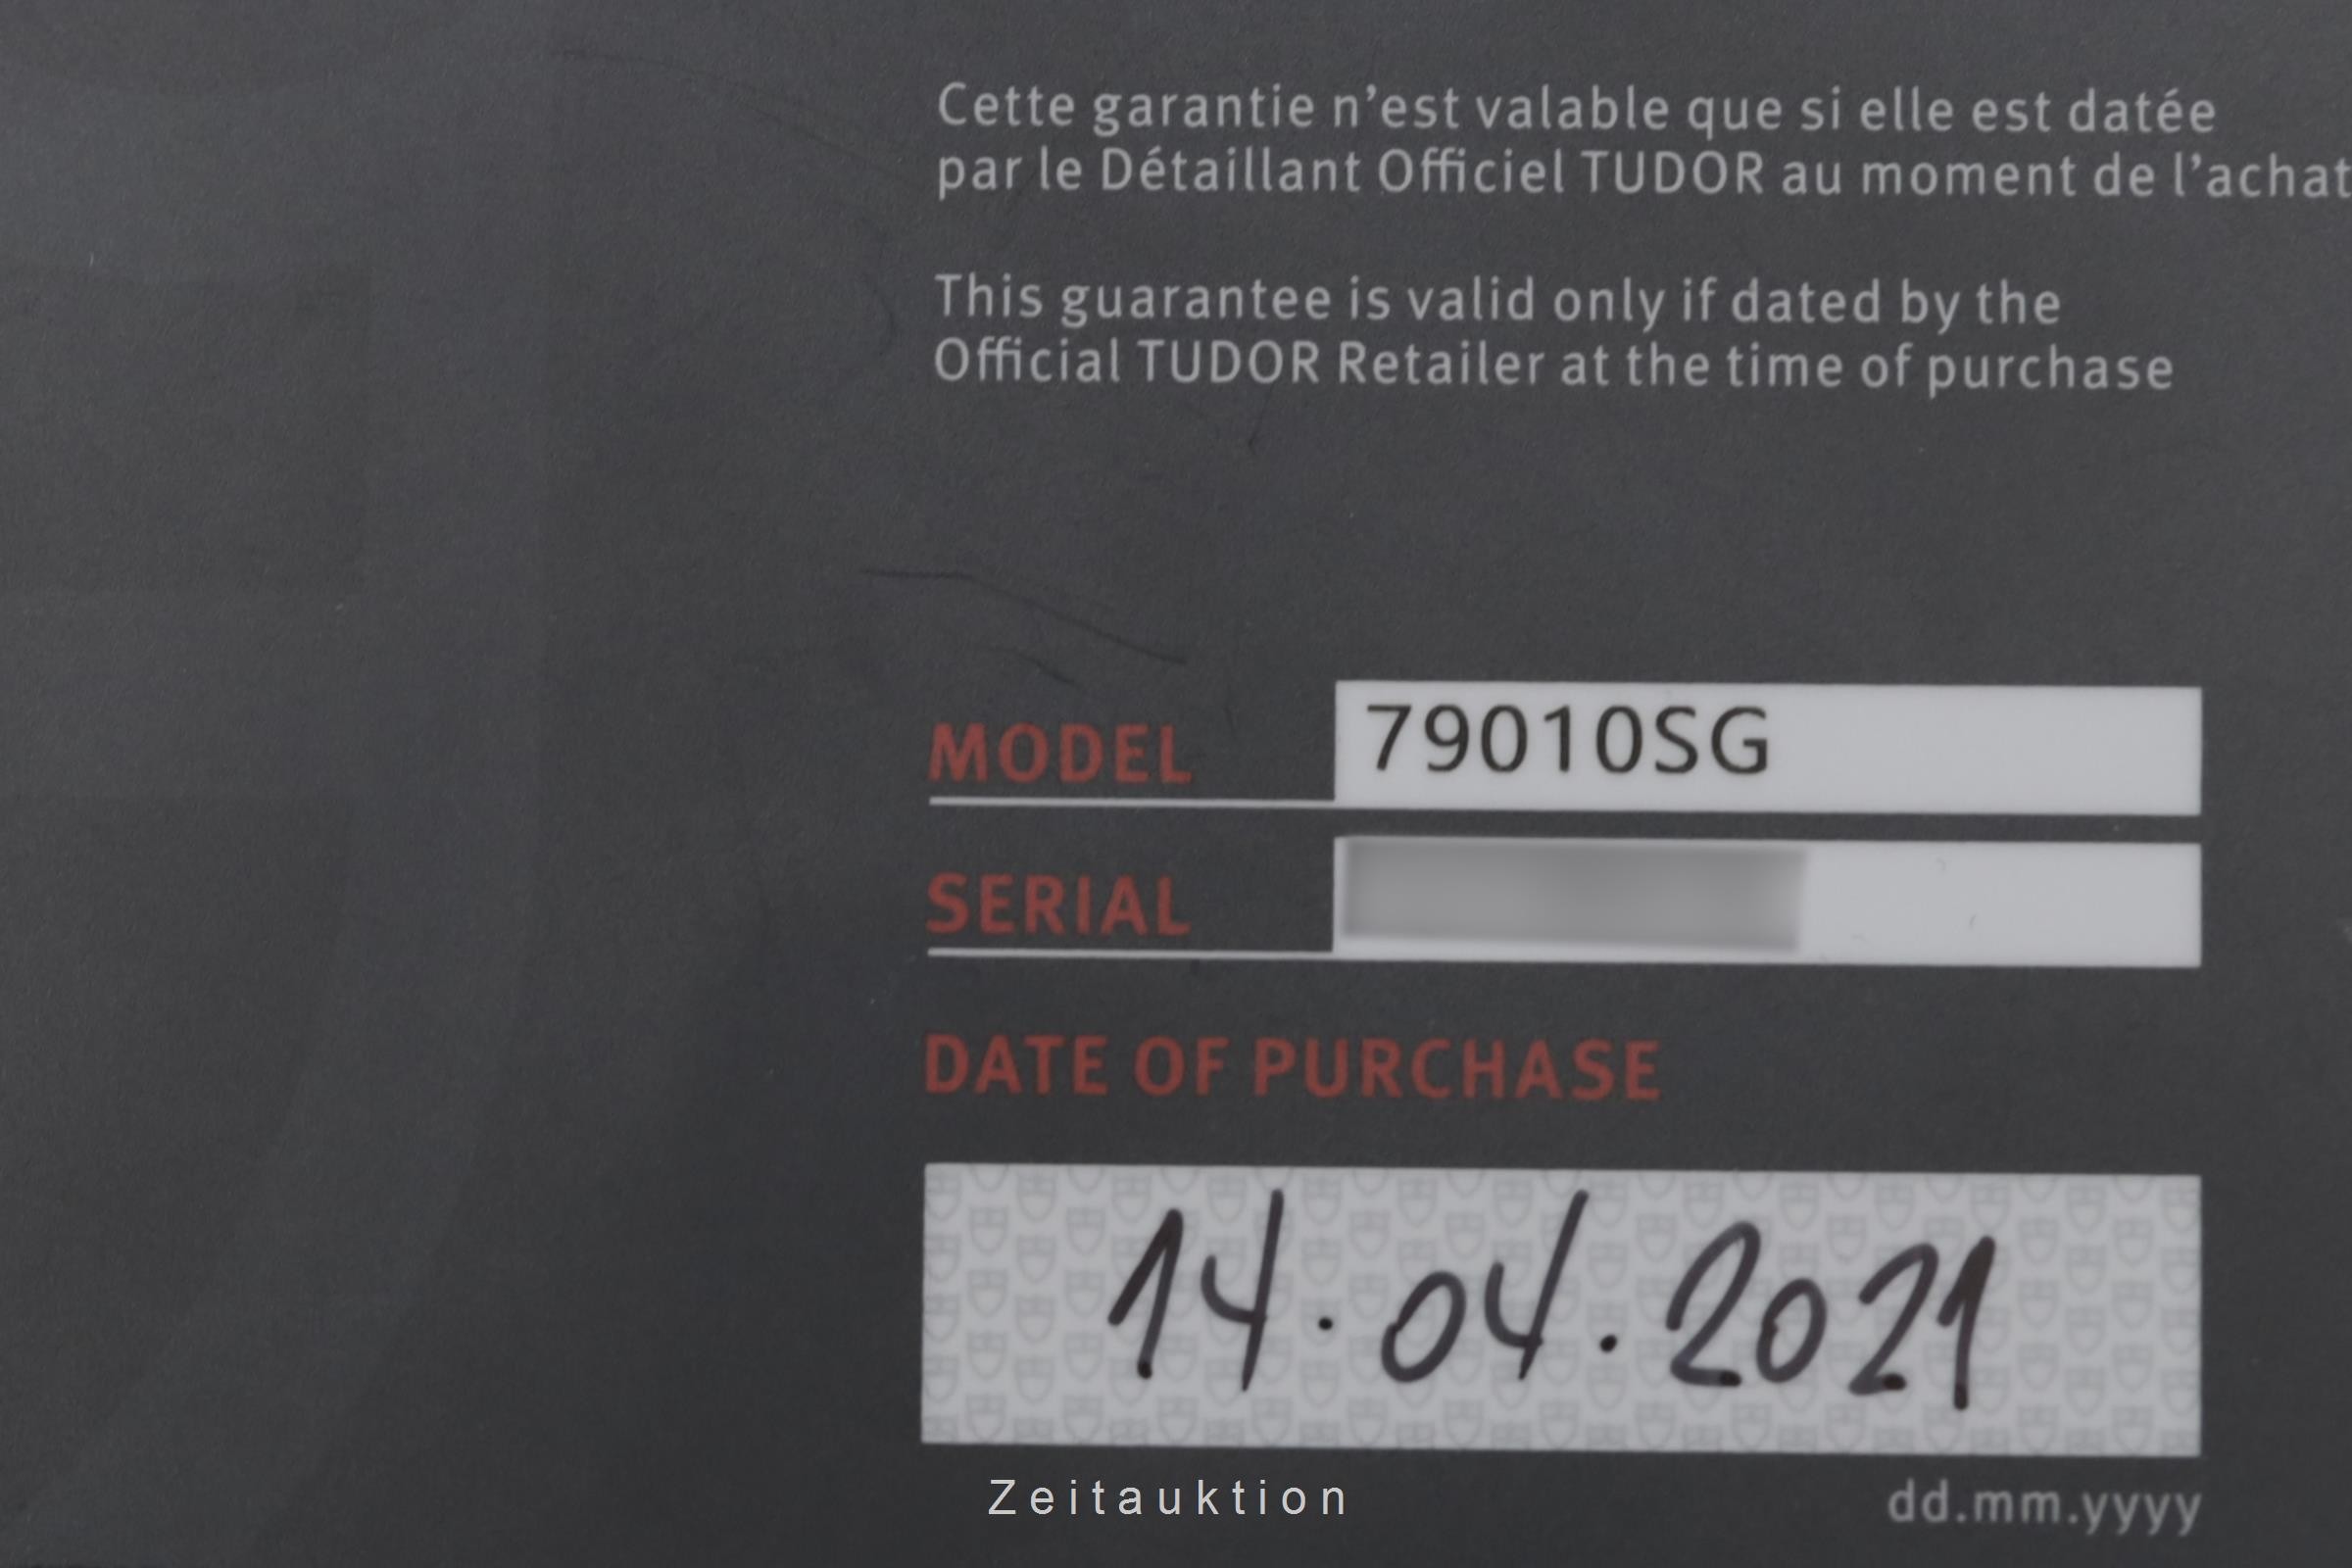 Cette garantie n'est valable que si elle est datée
par le Détaillant Officiel TUDOR au moment de l'achat
This guarantee is valid only if dated by the
Official TUDOR Retailer at the time of purchase
MODEL 79010SG
SERIAL
DATE OF PURCHASE
14.04.2021
Zeitauktion
dd.mm.yyyy